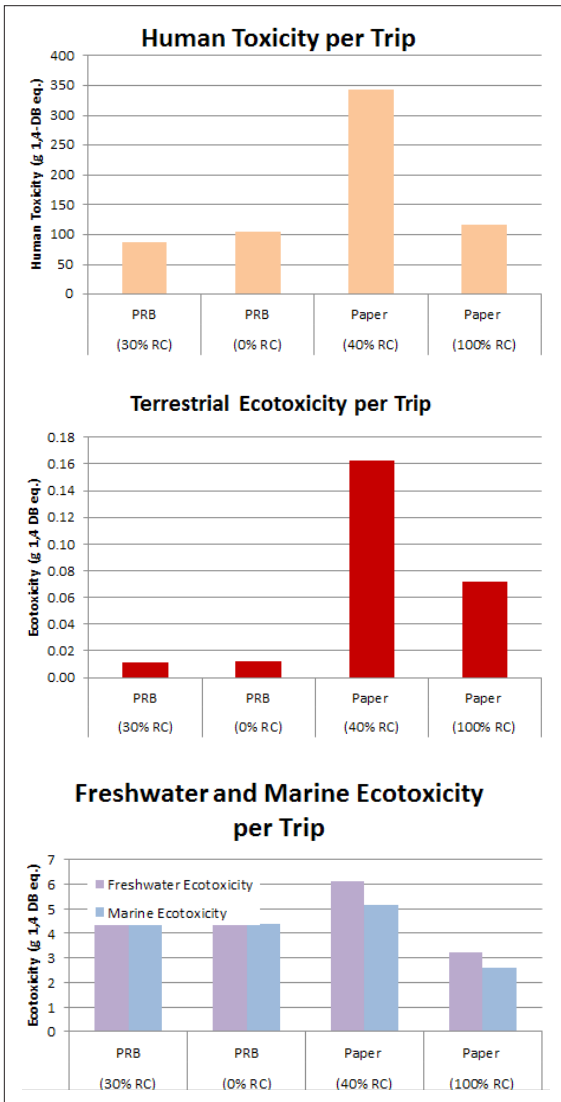 Human Toxicity per Trip
Human Toxicity (g 1,4-DB eq.)
400
350
300
250
200
150
100
50
0
PRB PRB Paper Paper
(30% RC) (0% RC) (40% RC) (100% RC)
Terrestrial Ecotoxicity per Trip
Ecotoxicity (g 1,4 DB eq.)
0.18
0.16
0.14
0.12
0.10
0.08
0.06
0.04
0.02
0.00
PRB PRB Paper Paper
(30% RC) (0% RC) (40% RC) (100% RC)
Freshwater and Marine Ecotoxicity
per Trip
Ecotoxicity (g 1,4 DB eq.)
7
6
5
4
3
2
1
0
Freshwater Ecotoxicity
Marine Ecotoxicity
PRB PRB Paper Paper
(30% RC) (0% RC) (40% RC) (100% RC)